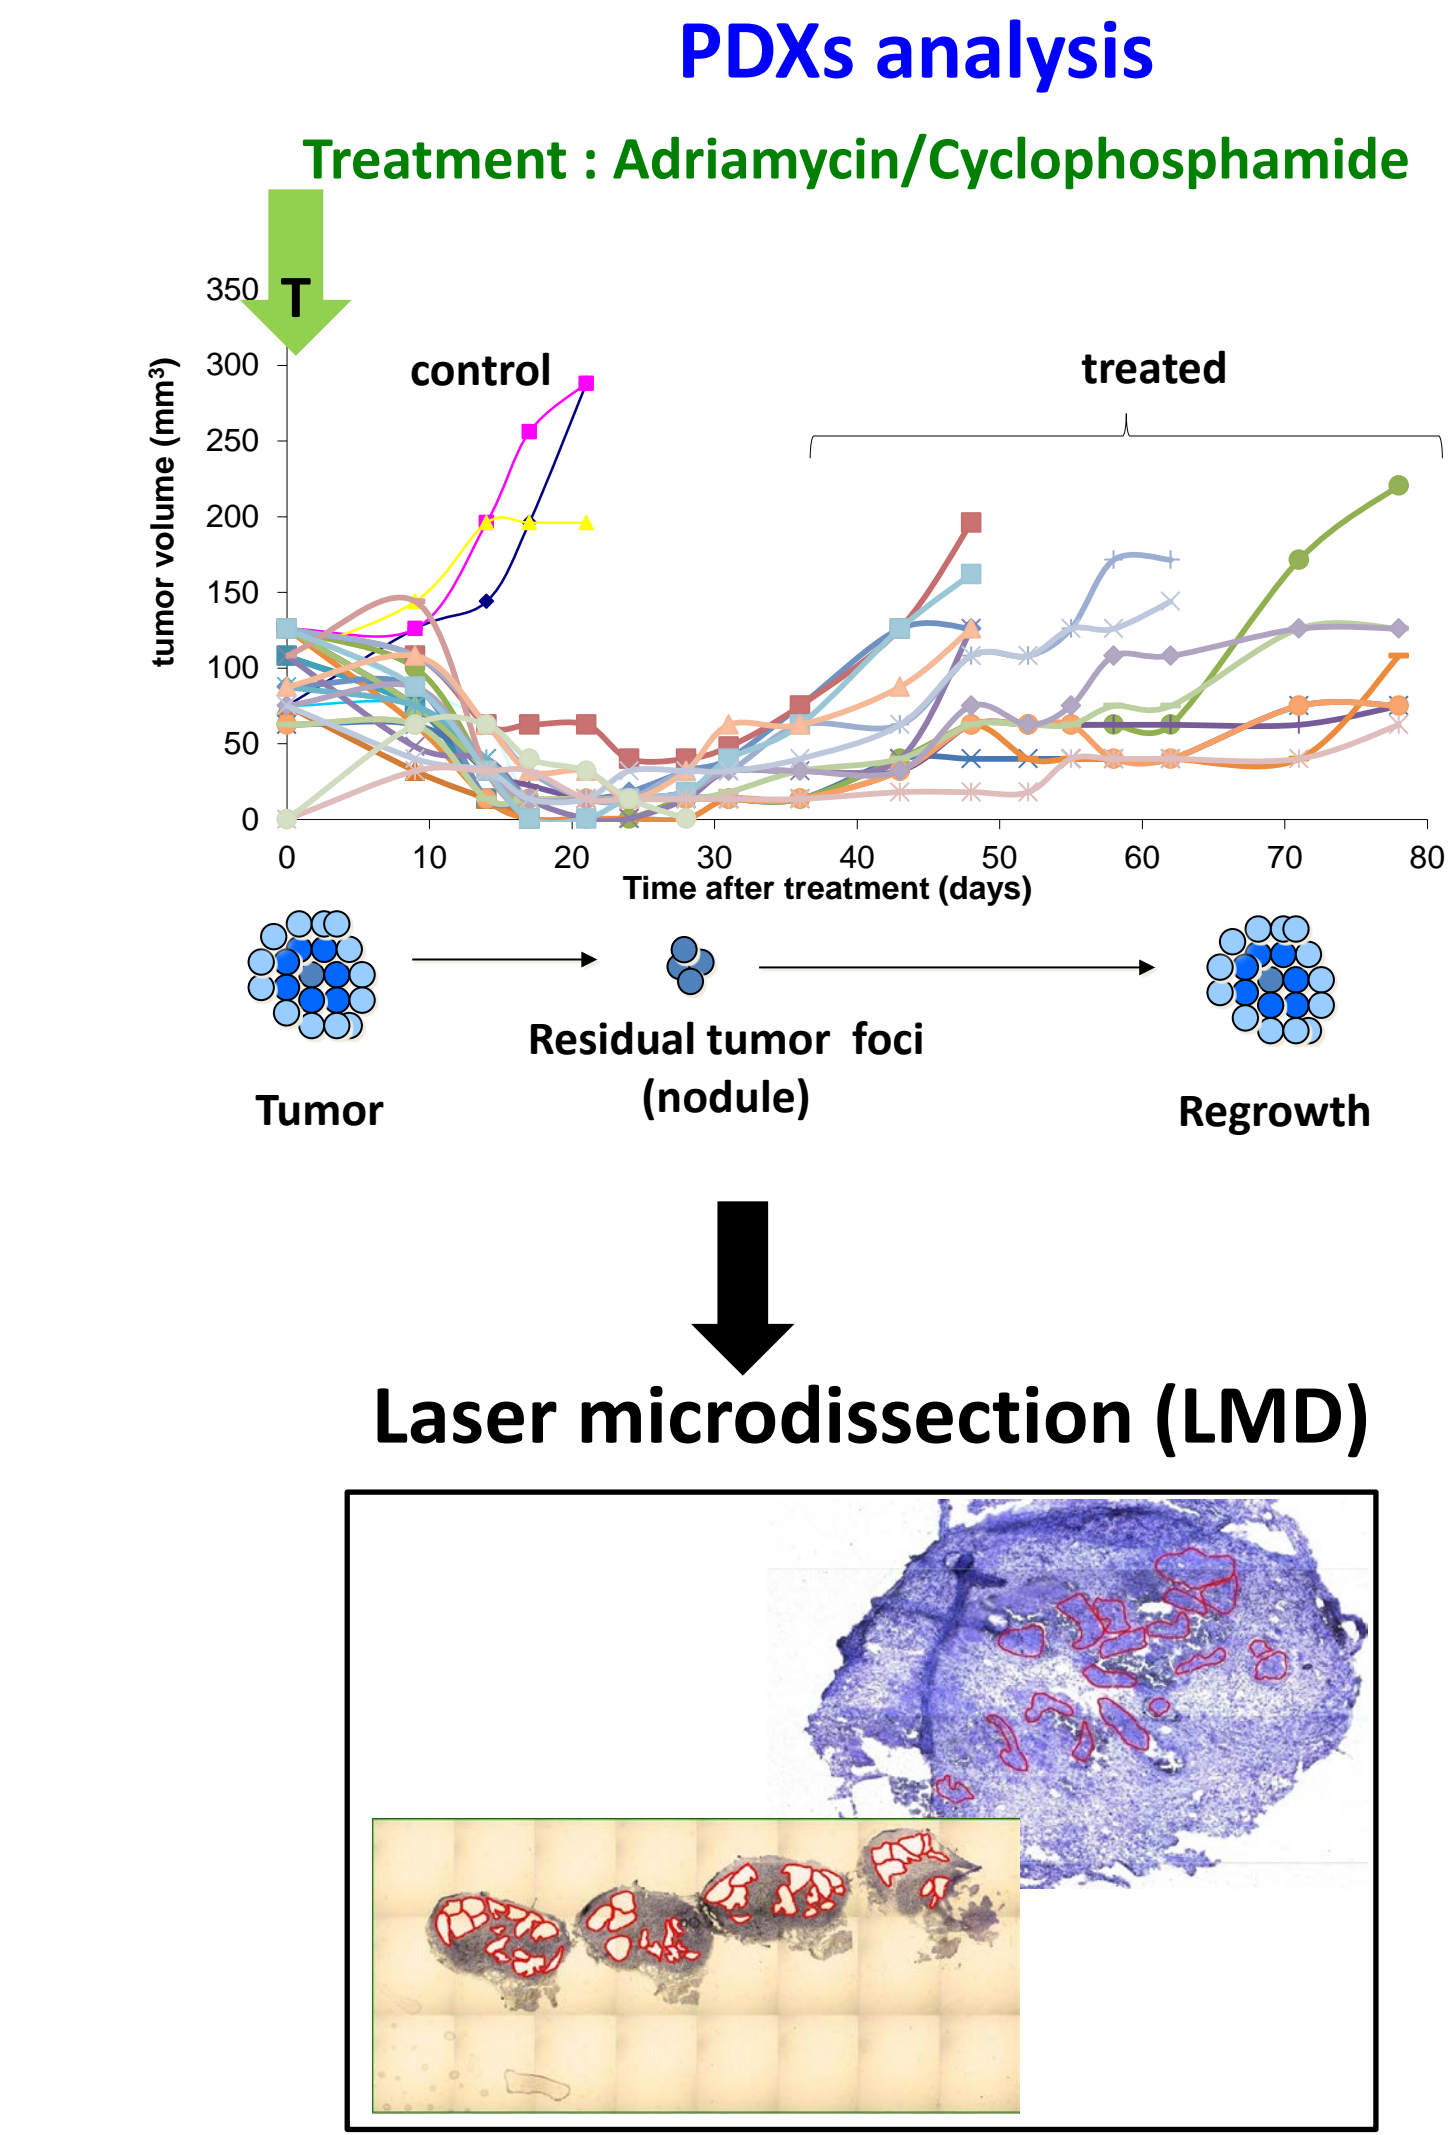 PDXs analysis
Treatment : Adriamycin/Cyclophosphamide
T
control
treated
tumor volume (mm³)
350
300
250
200
150
100
50
0
0 10 20 30 40 50 60 70 80
Time after treatment (days)
Residual tumor foci
(nodule)
Tumor
Regrowth
Laser microdissection (LMD)